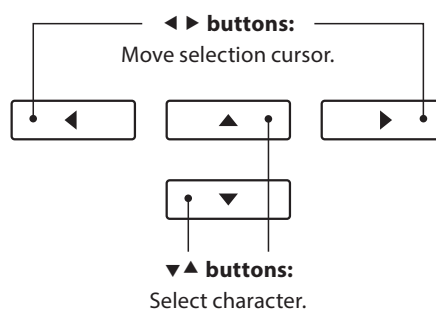 ◀ ▶ buttons:
Move selection cursor.
◀ ▲ ▶
▼
▼▲ buttons:
Select character.